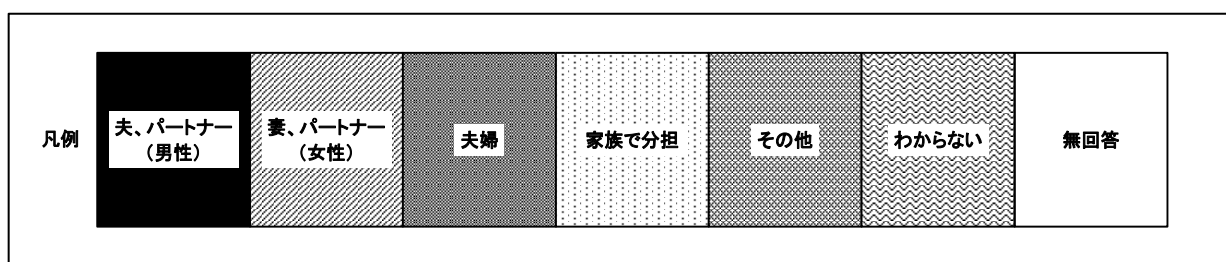 凡例
夫、パートナー
（男性）
妻、パートナー
（女性）
夫婦
家族で分担
その他
わからない
無回答